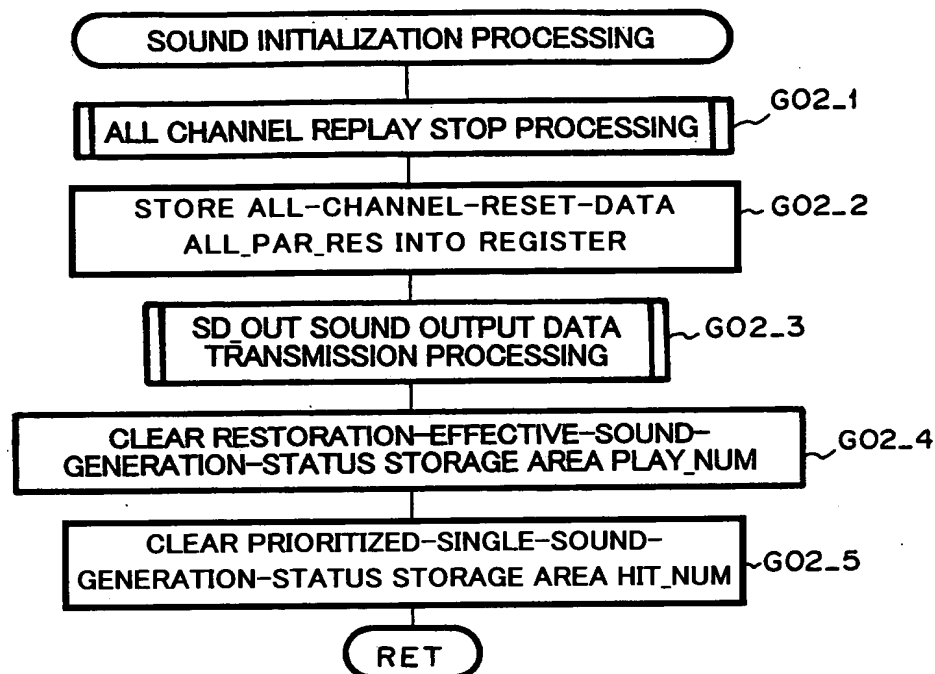 SOUND INITIALIZATION PROCESSING
ALL CHANNEL REPLAY STOP PROCESSING
G02_1
STORE ALL-CHANNEL-RESET-DATA
ALL_PAR_RES INTO REGISTER
G02_2
SD_OUT SOUND OUTPUT DATA
TRANSMISSION PROCESSING
G02_3
CLEAR RESTORATION-EFFECTIVE-SOUND-
GENERATION-STATUS STORAGE AREA PLAY_NUM
G02_4
CLEAR PRIORITIZED-SINGLE-SOUND-
GENERATION-STATUS STORAGE AREA HIT_NUM
G02_5
RET